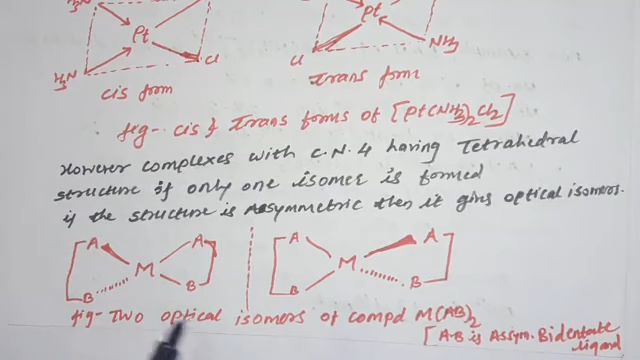 H₃N Pt
Pt
H₃N Cl
Cl NH₃
cis form
Trans form
fig- cis & Trans forms of [Pt(NH₃)₂Cl₂]
However complexes with C.N. 4 having Tetrahedral
structure if only one isomer is formed
if the structure is Assymmetric then it gives optical isomers.
A A A A
M M
B B B B
fig- Two optical isomers of compd M(AB)₂
[A-B is Assym. Bidentate
ligand